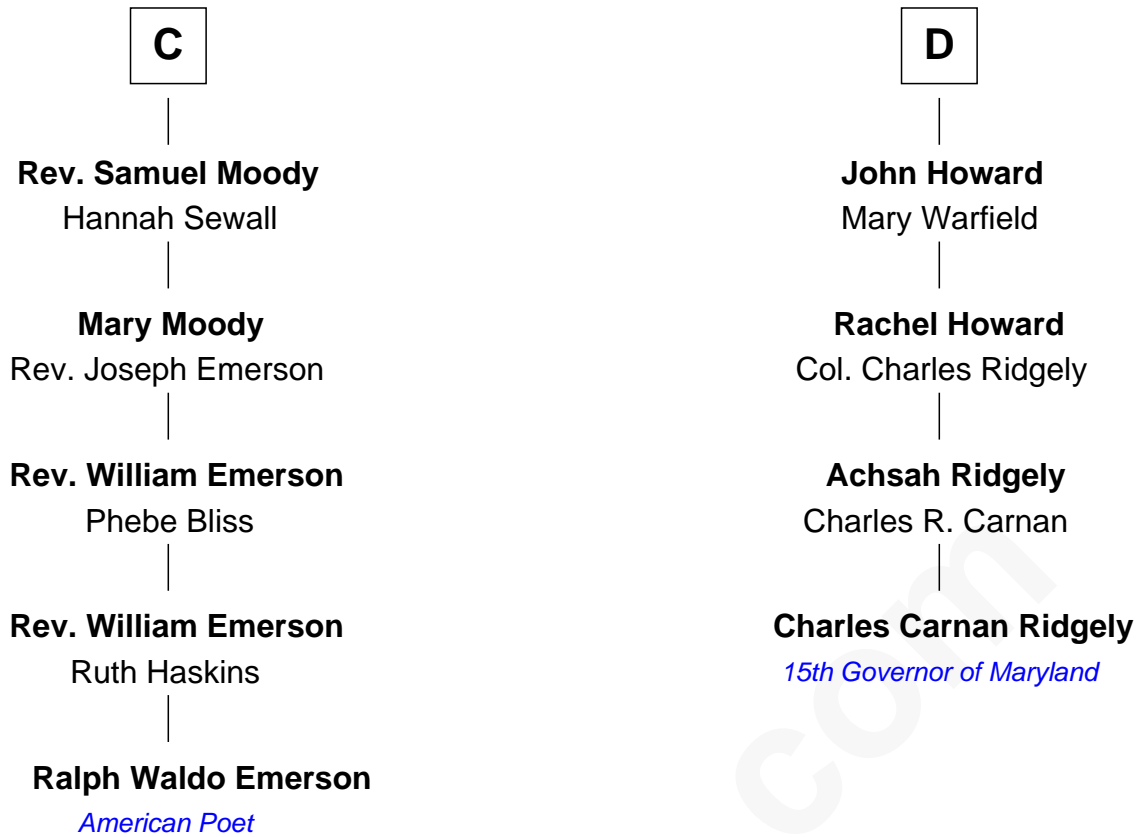 C
Rev. Samuel Moody
Hannah Sewall
Mary Moody
Rev. Joseph Emerson
Rev. William Emerson
Phebe Bliss
Rev. William Emerson
Ruth Haskins
Ralph Waldo Emerson
American Poet
D
John Howard
Mary Warfield
Rachel Howard
Col. Charles Ridgely
Achsah Ridgely
Charles R. Carnan
Charles Carnan Ridgely
15th Governor of Maryland
com